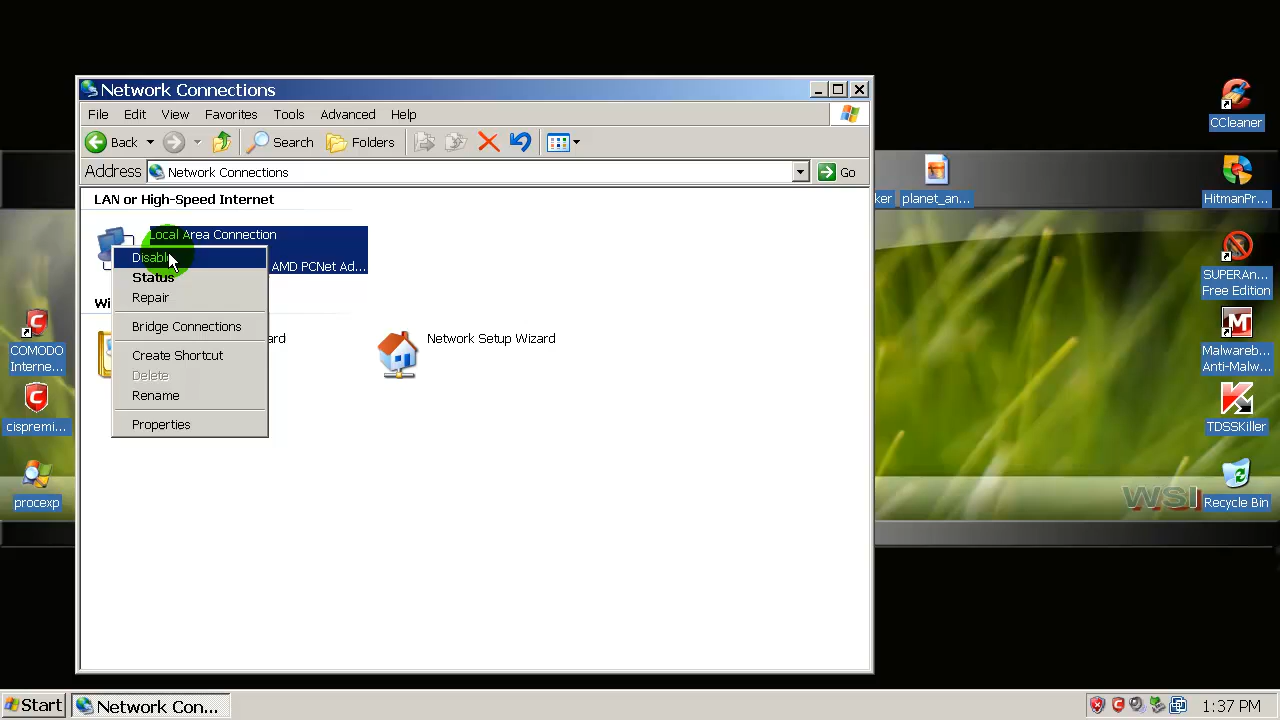 Network Connections
File Edit View Favorites Tools Advanced Help
Back Search Folders
Address Network Connections Go
LAN or High-Speed Internet
Local Area Connection
AMD PCNet Ad...
Disable
Status
Repair
Bridge Connections
Create Shortcut
Delete
Rename
Properties
Network Setup Wizard
COMODO
Interne...
cispremi...
procexp
planet_an...
CCleaner
HitmanPr...
SUPERAn...
Free Edition
Malwareb...
Anti-Malw...
TDSSKiller
WSI
Recycle Bin
Start Network Con... 1:37 PM